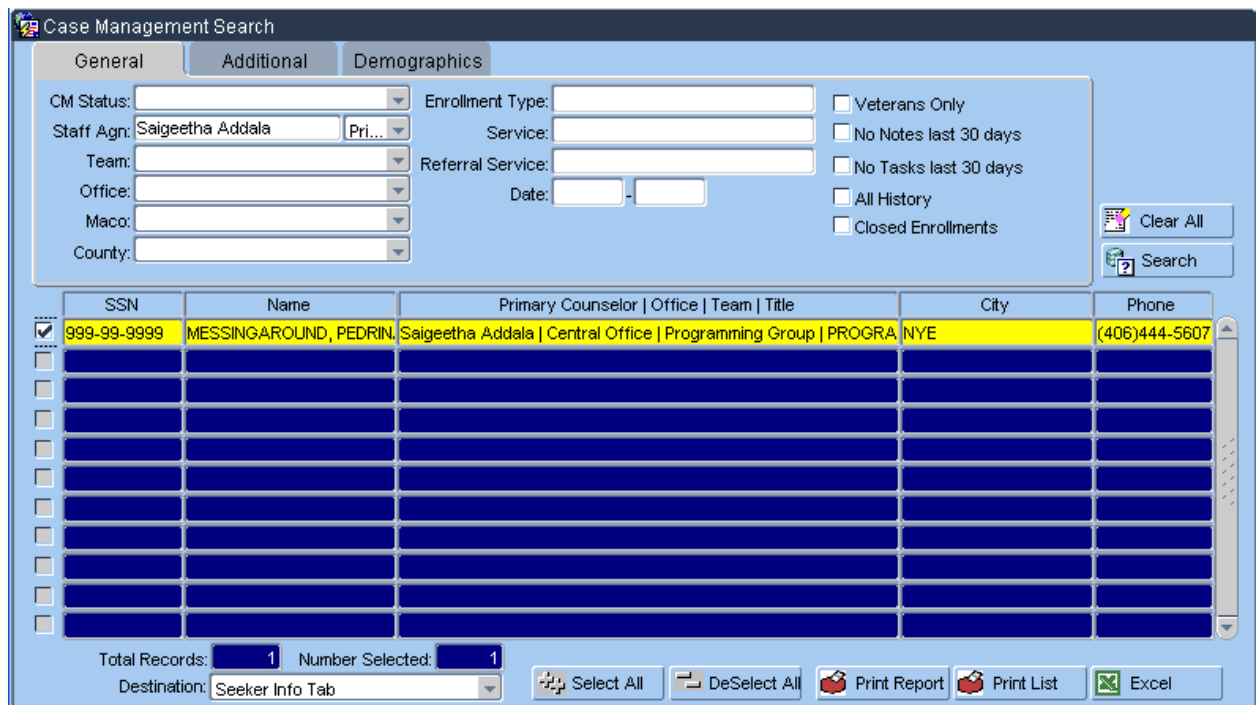 Case Management Search
General Additional Demographics
CM Status: Enrollment Type: Veterans Only
Staff Agn: Saigeetha Addala Pri... Service: No Notes last 30 days
Team: Referral Service: No Tasks last 30 days
Office: Date: - All History
Maco: Closed Enrollments Clear All
County: Search
SSN Name Primary Counselor | Office | Team | Title City Phone
999-99-9999 MESSINGAROUND, PEDRIN. Saigeetha Addala | Central Office | Programming Group | PROGRA NYE (406)444-5607
Total Records: 1 Number Selected: 1
Destination: Seeker Info Tab Select All DeSelect All Print Report Print List Excel